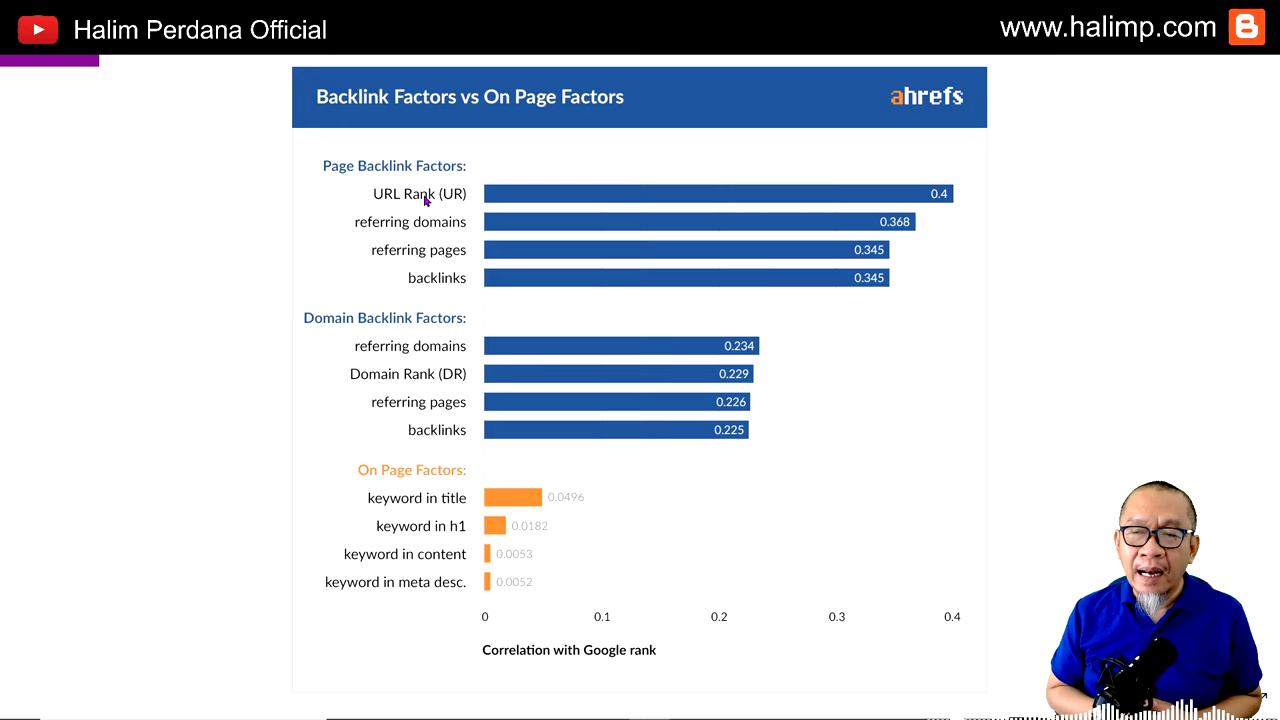 Halim Perdana Official
www.halimp.com
Backlink Factors vs On Page Factors
ahrefs
Page Backlink Factors:
URL Rank (UR) 0.4
referring domains 0.368
referring pages 0.345
backlinks 0.345
Domain Backlink Factors:
referring domains 0.234
Domain Rank (DR) 0.229
referring pages 0.226
backlinks 0.225
On Page Factors:
keyword in title 0.0496
keyword in h1 0.0182
keyword in content 0.0053
keyword in meta desc. 0.0052
0 0.1 0.2 0.3 0.4
Correlation with Google rank